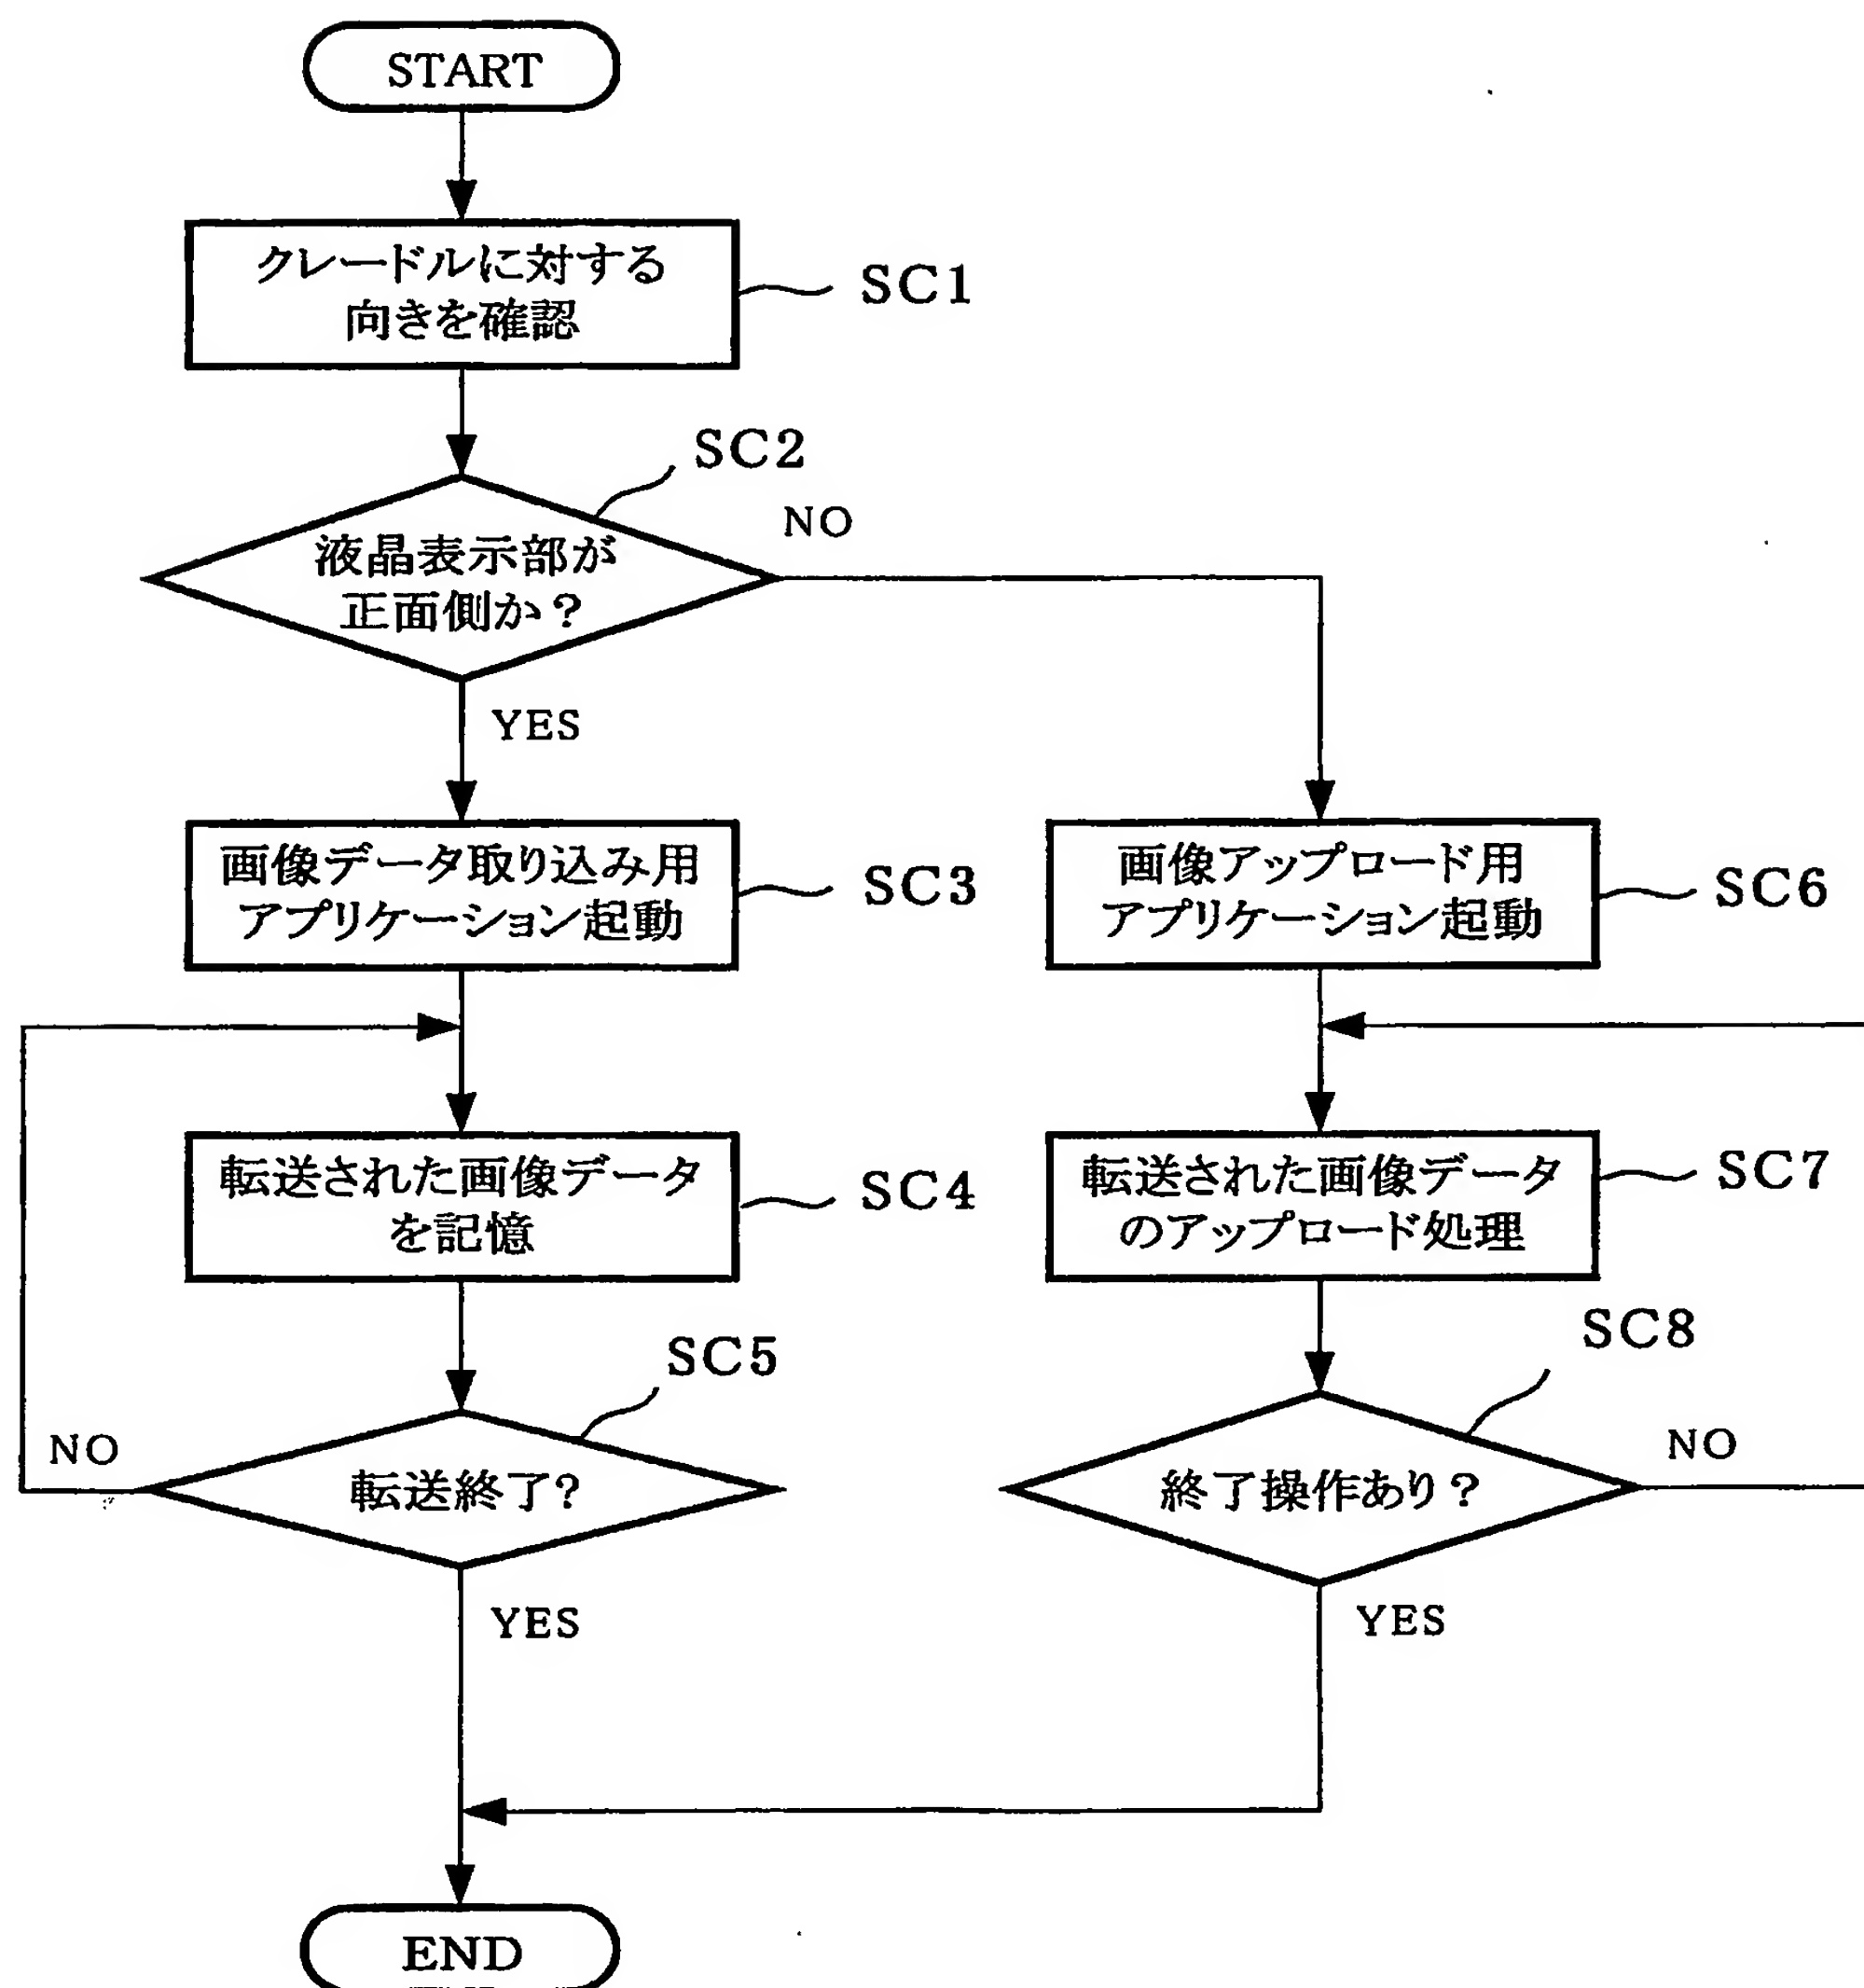 START
クレードルに対する
向きを確認
SC1
SC2
液晶表示部が
正面側か？
NO
YES
画像データ取り込み用
アプリケーション起動
SC3
画像アップロード用
アプリケーション起動
SC6
転送された画像データ
を記憶
SC4
転送された画像データ
のアップロード処理
SC7
SC5
転送終了?
NO
YES
SC8
終了操作あり？
NO
YES
END